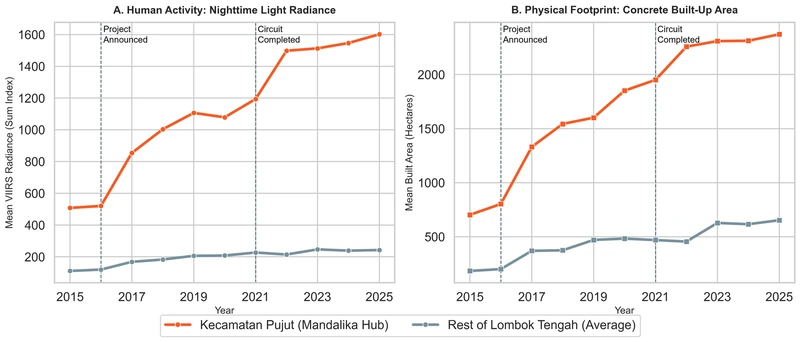 A. Human Activity: Nighttime Light Radiance
Project
Announced
Circuit
Completed
Mean VIIRS Radiance (Sum Index)
1600
1400
1200
1000
800
600
400
200
2015
2017
2019
2021
2023
2025
Year
B. Physical Footprint: Concrete Built-Up Area
Project
Announced
Circuit
Completed
Mean Built Area (Hectares)
2000
1500
1000
500
2015
2017
2019
2021
2023
2025
Year
Kecamatan Pujut (Mandalika Hub)
Rest of Lombok Tengah (Average)